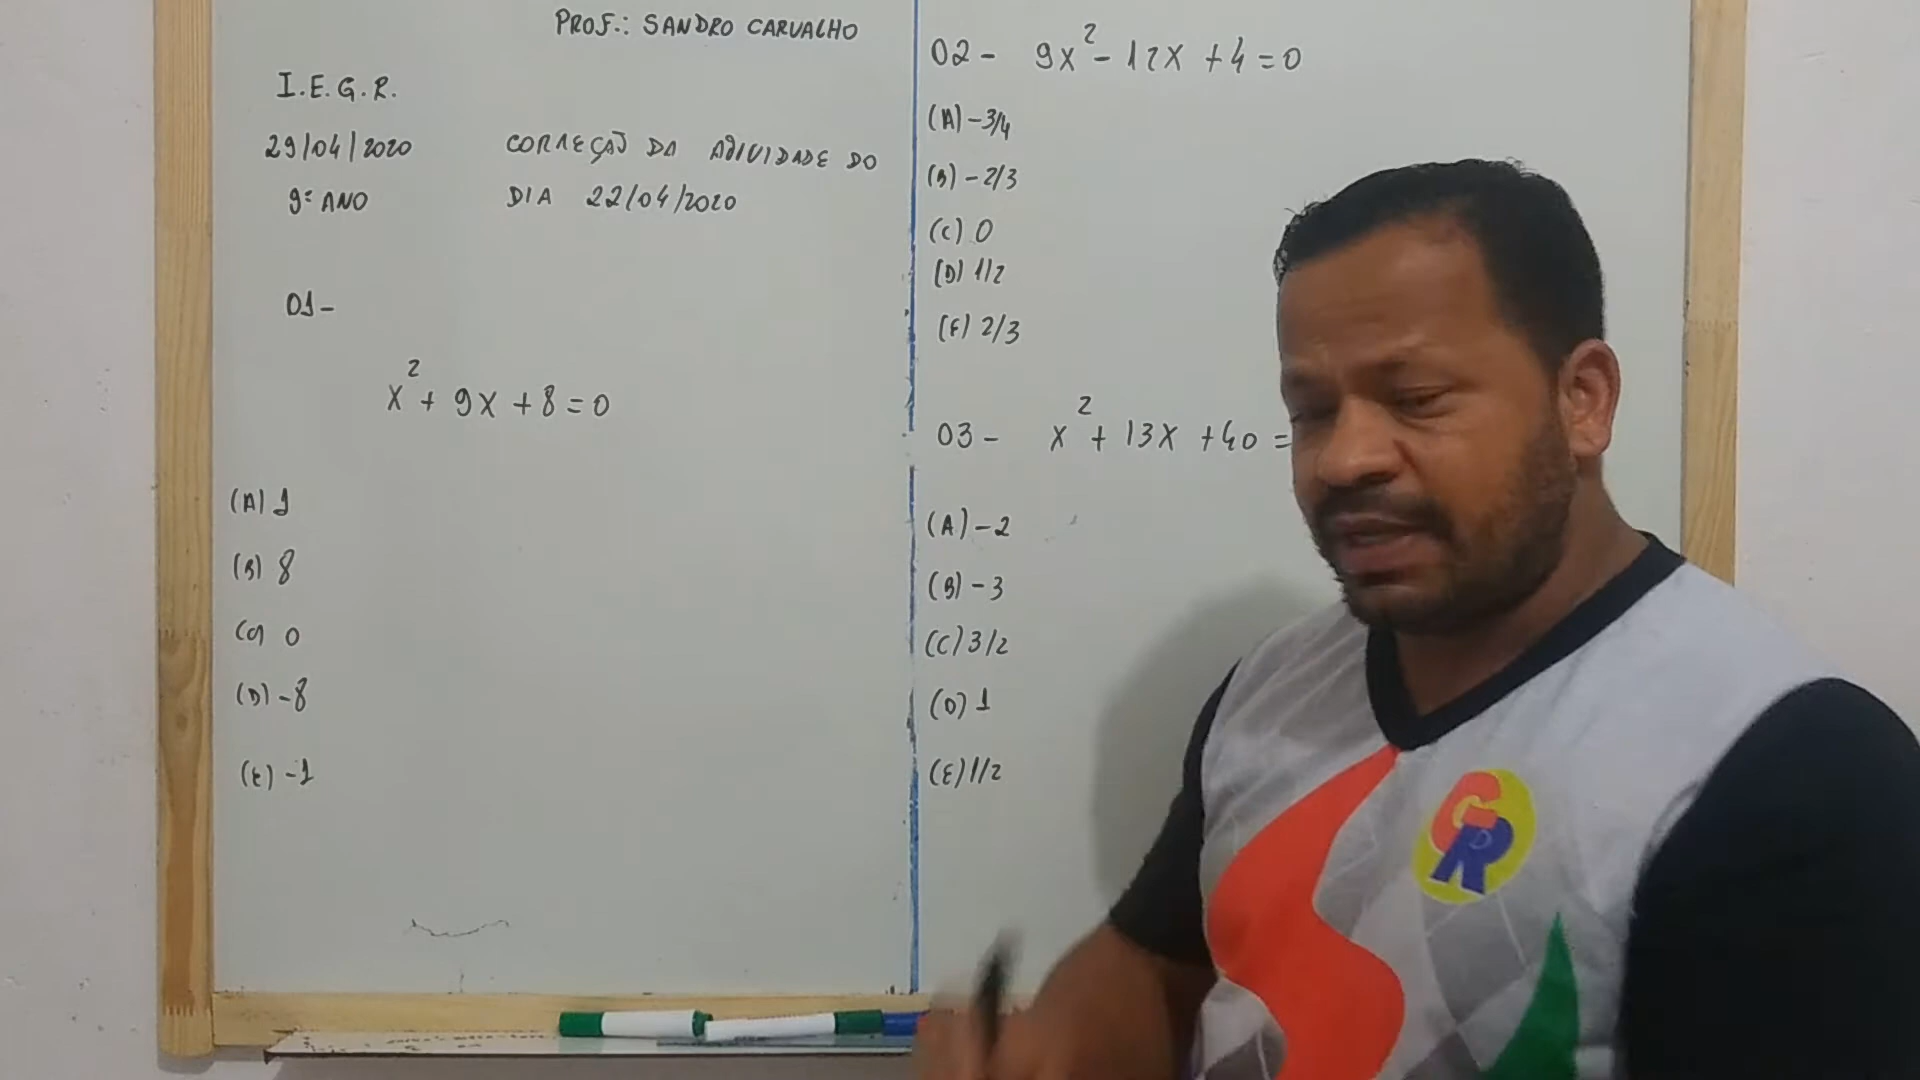 PROF.: SANDRO CARVALHO
I.E.G.R.
29/04/2020
9º ANO
CORREÇÃO DA ATIVIDADE DO
DIA 22/04/2020
01-
x² + 9x + 8 = 0
(A) 1
(B) 8
(C) 0
(D) -8
(E) -1
02- 9x² - 12x + 4 = 0
(A) -3/4
(B) -2/3
(C) 0
(D) 1/2
(E) 2/3
03- x² + 13x + 40 =
(A) -2
(B) -3
(C) 3/2
(D) 1
(E) 1/2
GDR